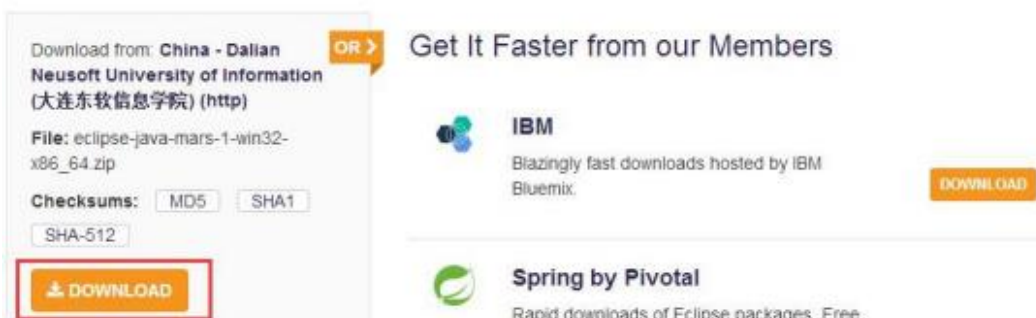 Download from: China - Dalian
Neusoft University of Information
(大连东软信息学院) (http)
File: eclipse-java-mars-1-win32-
x86_64.zip
Checksums: MD5 SHA1
SHA-512
DOWNLOAD
OR
Get It Faster from our Members
IBM
Blazingly fast downloads hosted by IBM
Bluemix.
DOWNLOAD
Spring by Pivotal
Rapid downloads of Eclipse packages. Free